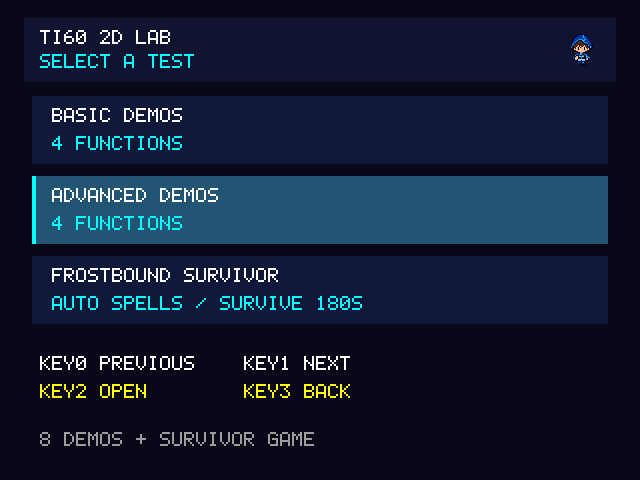 TI60 2D LAB
SELECT A TEST
BASIC DEMOS
4 FUNCTIONS
ADVANCED DEMOS
4 FUNCTIONS
FROSTBOUND SURVIVOR
AUTO SPELLS / SURVIVE 180S
KEY0 PREVIOUS KEY1 NEXT
KEY2 OPEN KEY3 BACK
8 DEMOS + SURVIVOR GAME